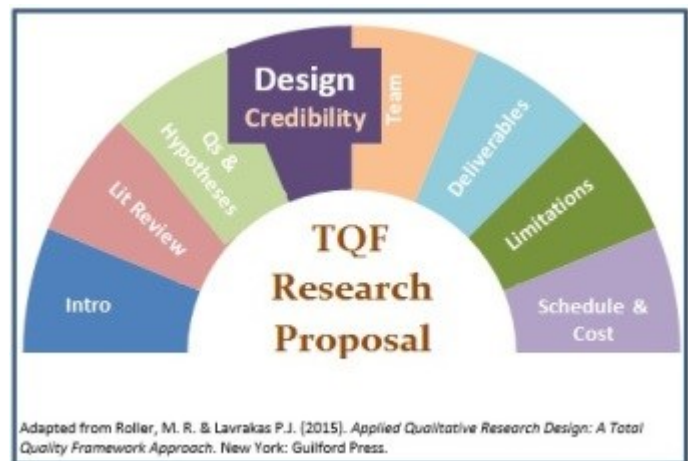 Intro
Lit Review
Qs &
Hypotheses
Design
Credibility
Team
Deliverables
Limitations
Schedule &
Cost
TQF
Research
Proposal
Adapted from Roller, M. R. & Lavrakas P.J. (2015). Applied Qualitative Research Design: A Total
Quality Framework Approach. New York: Guilford Press.